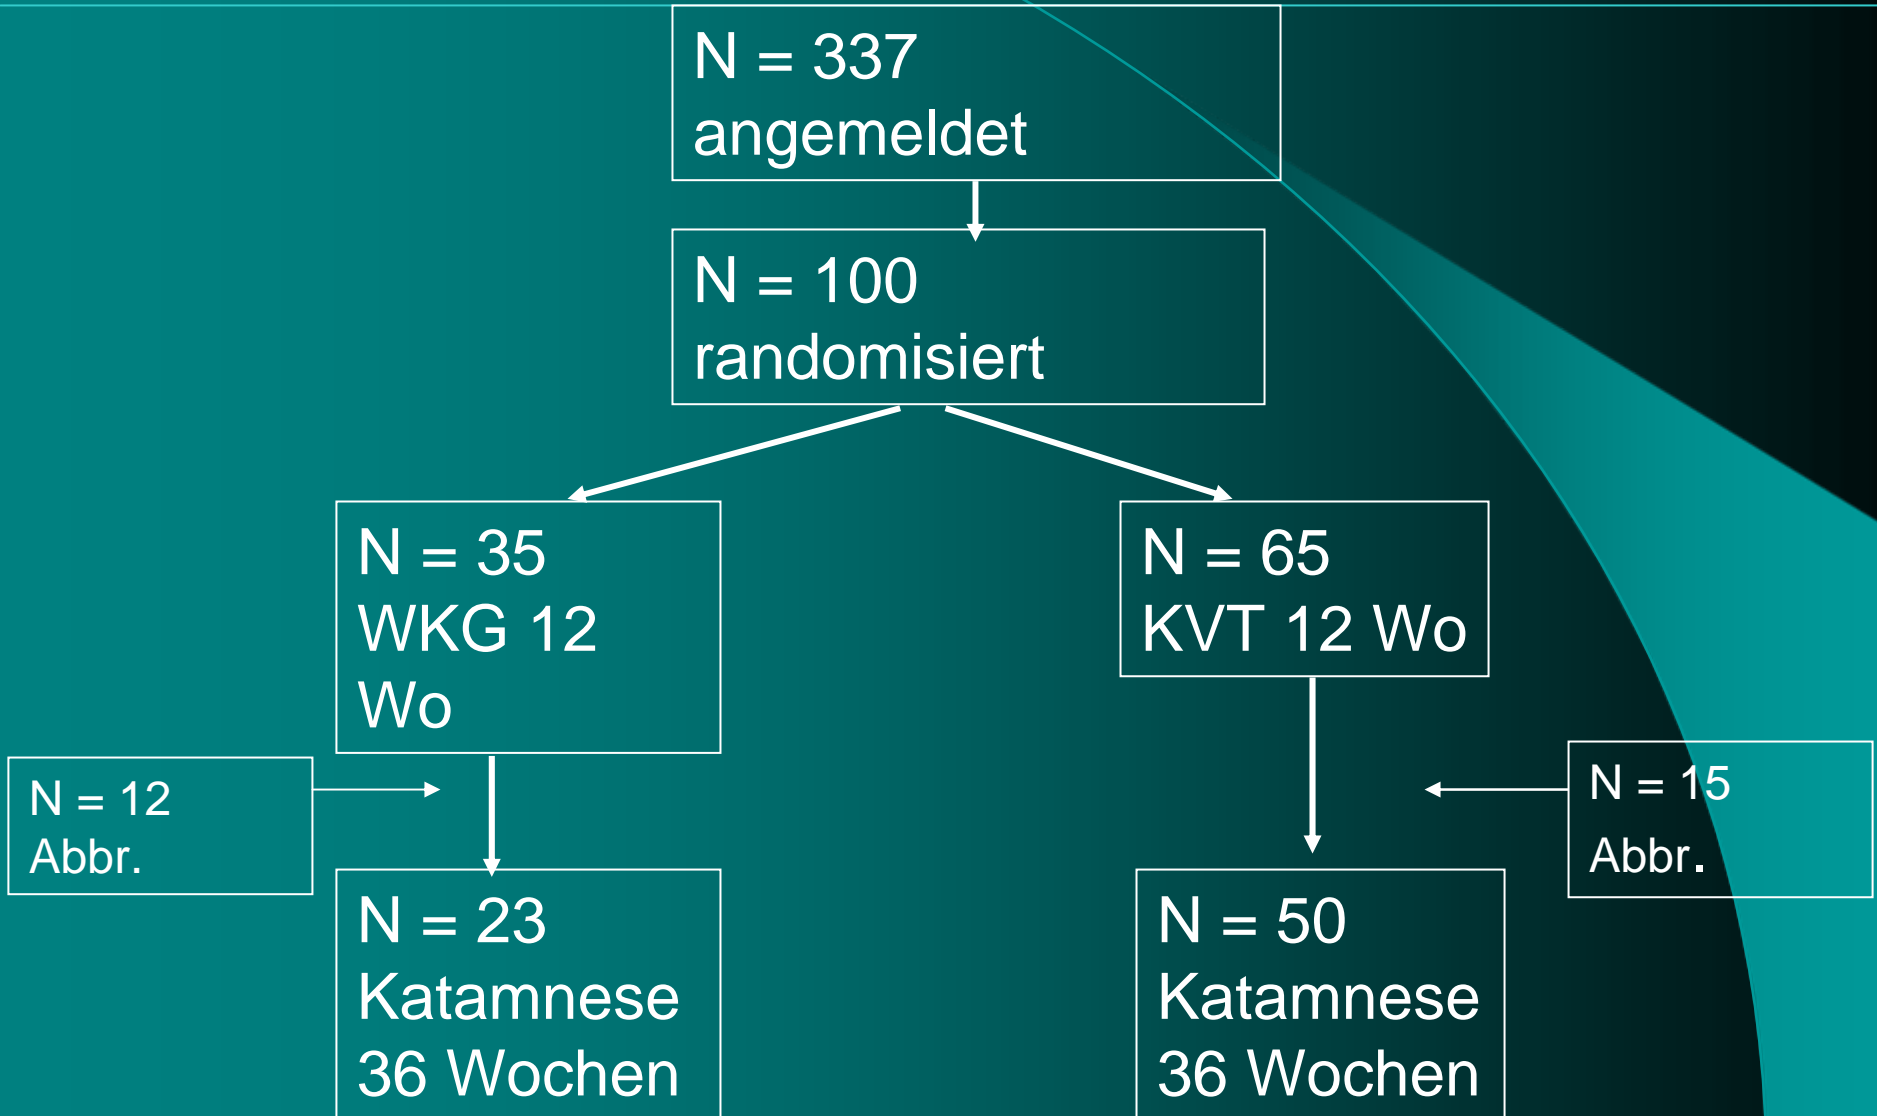 N = 337
angemeldet
N = 100
randomisiert
N = 35
WKG 12
Wo
N = 65
KVT 12 Wo
N = 12
Abbr.
N = 15
Abbr.
N = 23
Katamnese
36 Wochen
N = 50
Katamnese
36 Wochen